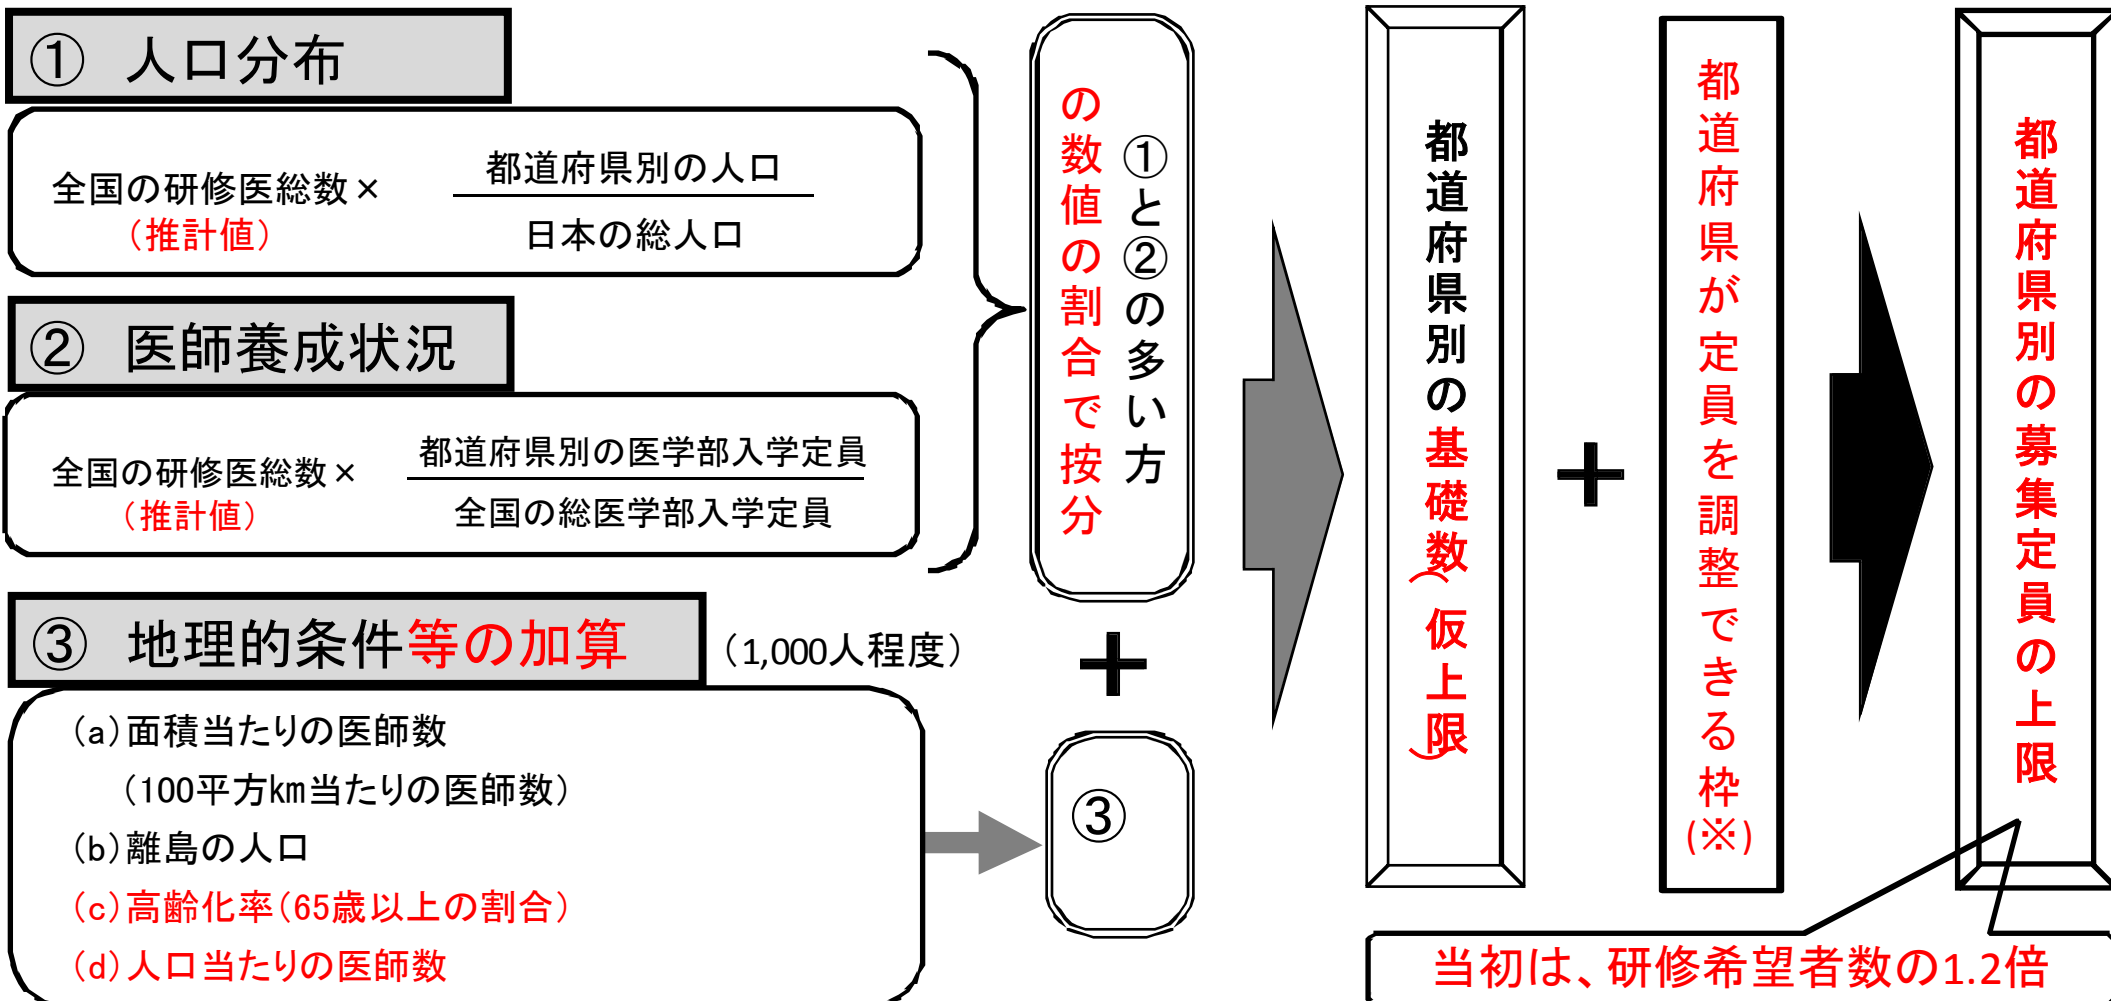 ① 人口分布
全国の研修医総数×
（推計値）
都道府県別の人口
日本の総人口
② 医師養成状況
全国の研修医総数×
（推計値）
都道府県別の医学部入学定員
全国の総医学部入学定員
③ 地理的条件等の加算
（1,000人程度）
(a)面積当たりの医師数
（100平方km当たりの医師数）
(b)離島の人口
(c)高齢化率(65歳以上の割合)
(d)人口当たりの医師数
①と②の多い方
の数値の割合で按分
＋
③
都道府県別の基礎数(仮上限)
＋
都道府県が定員を調整できる枠(※)
都道府県別の募集定員の上限
当初は、研修希望者数の1.2倍